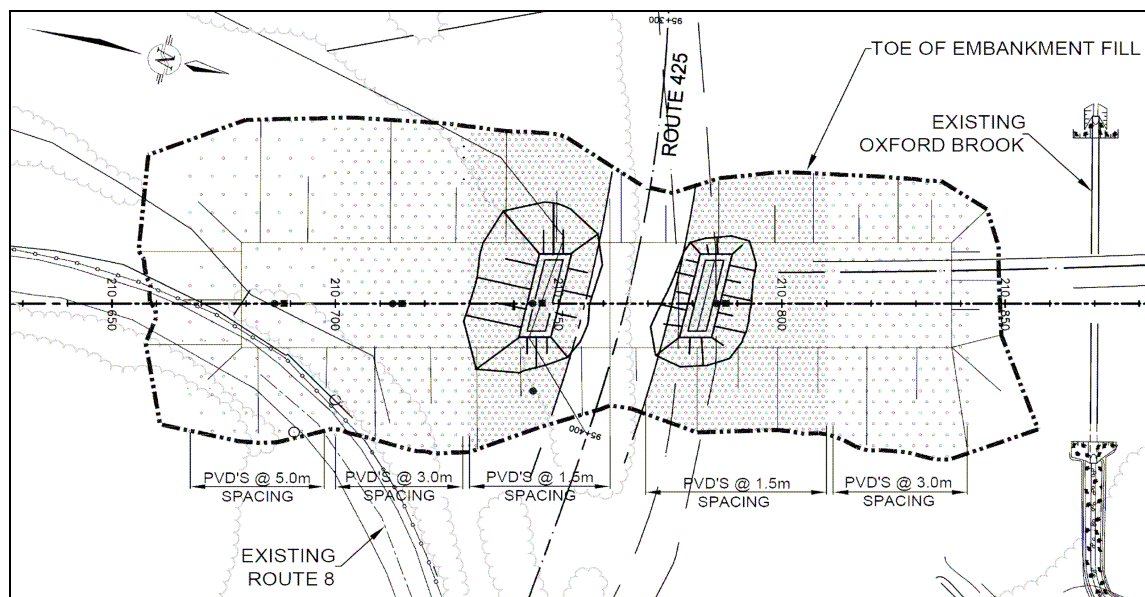 95+300
TOE OF EMBANKMENT FILL
N
ROUTE 425
EXISTING
OXFORD BROOK
210+650
210+700
210+800
210+850
95+400
PVD'S @ 5.0m
SPACING
PVD'S @ 3.0m
SPACING
PVD'S @ 1.5m
SPACING
PVD'S @ 1.5m
SPACING
PVD'S @ 3.0m
SPACING
EXISTING
ROUTE 8